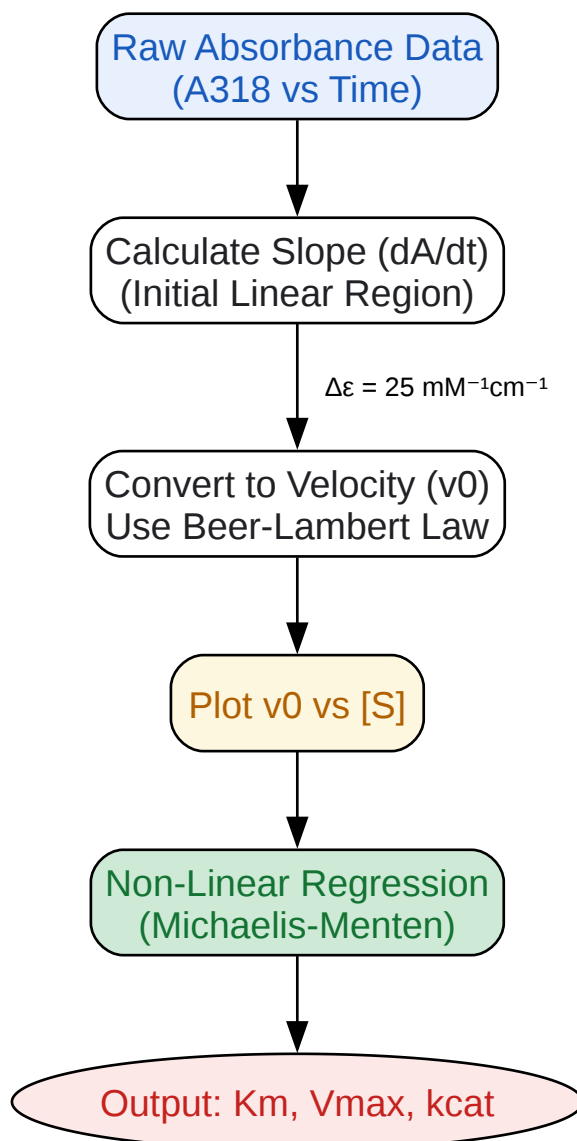 Raw Absorbance Data
(A318 vs Time)
Calculate Slope (dA/dt)
(Initial Linear Region)
Δε = 25 mM⁻¹cm⁻¹
Convert to Velocity (v0)
Use Beer-Lambert Law
Plot v0 vs [S]
Non-Linear Regression
(Michaelis-Menten)
Output: Km, Vmax, kcat